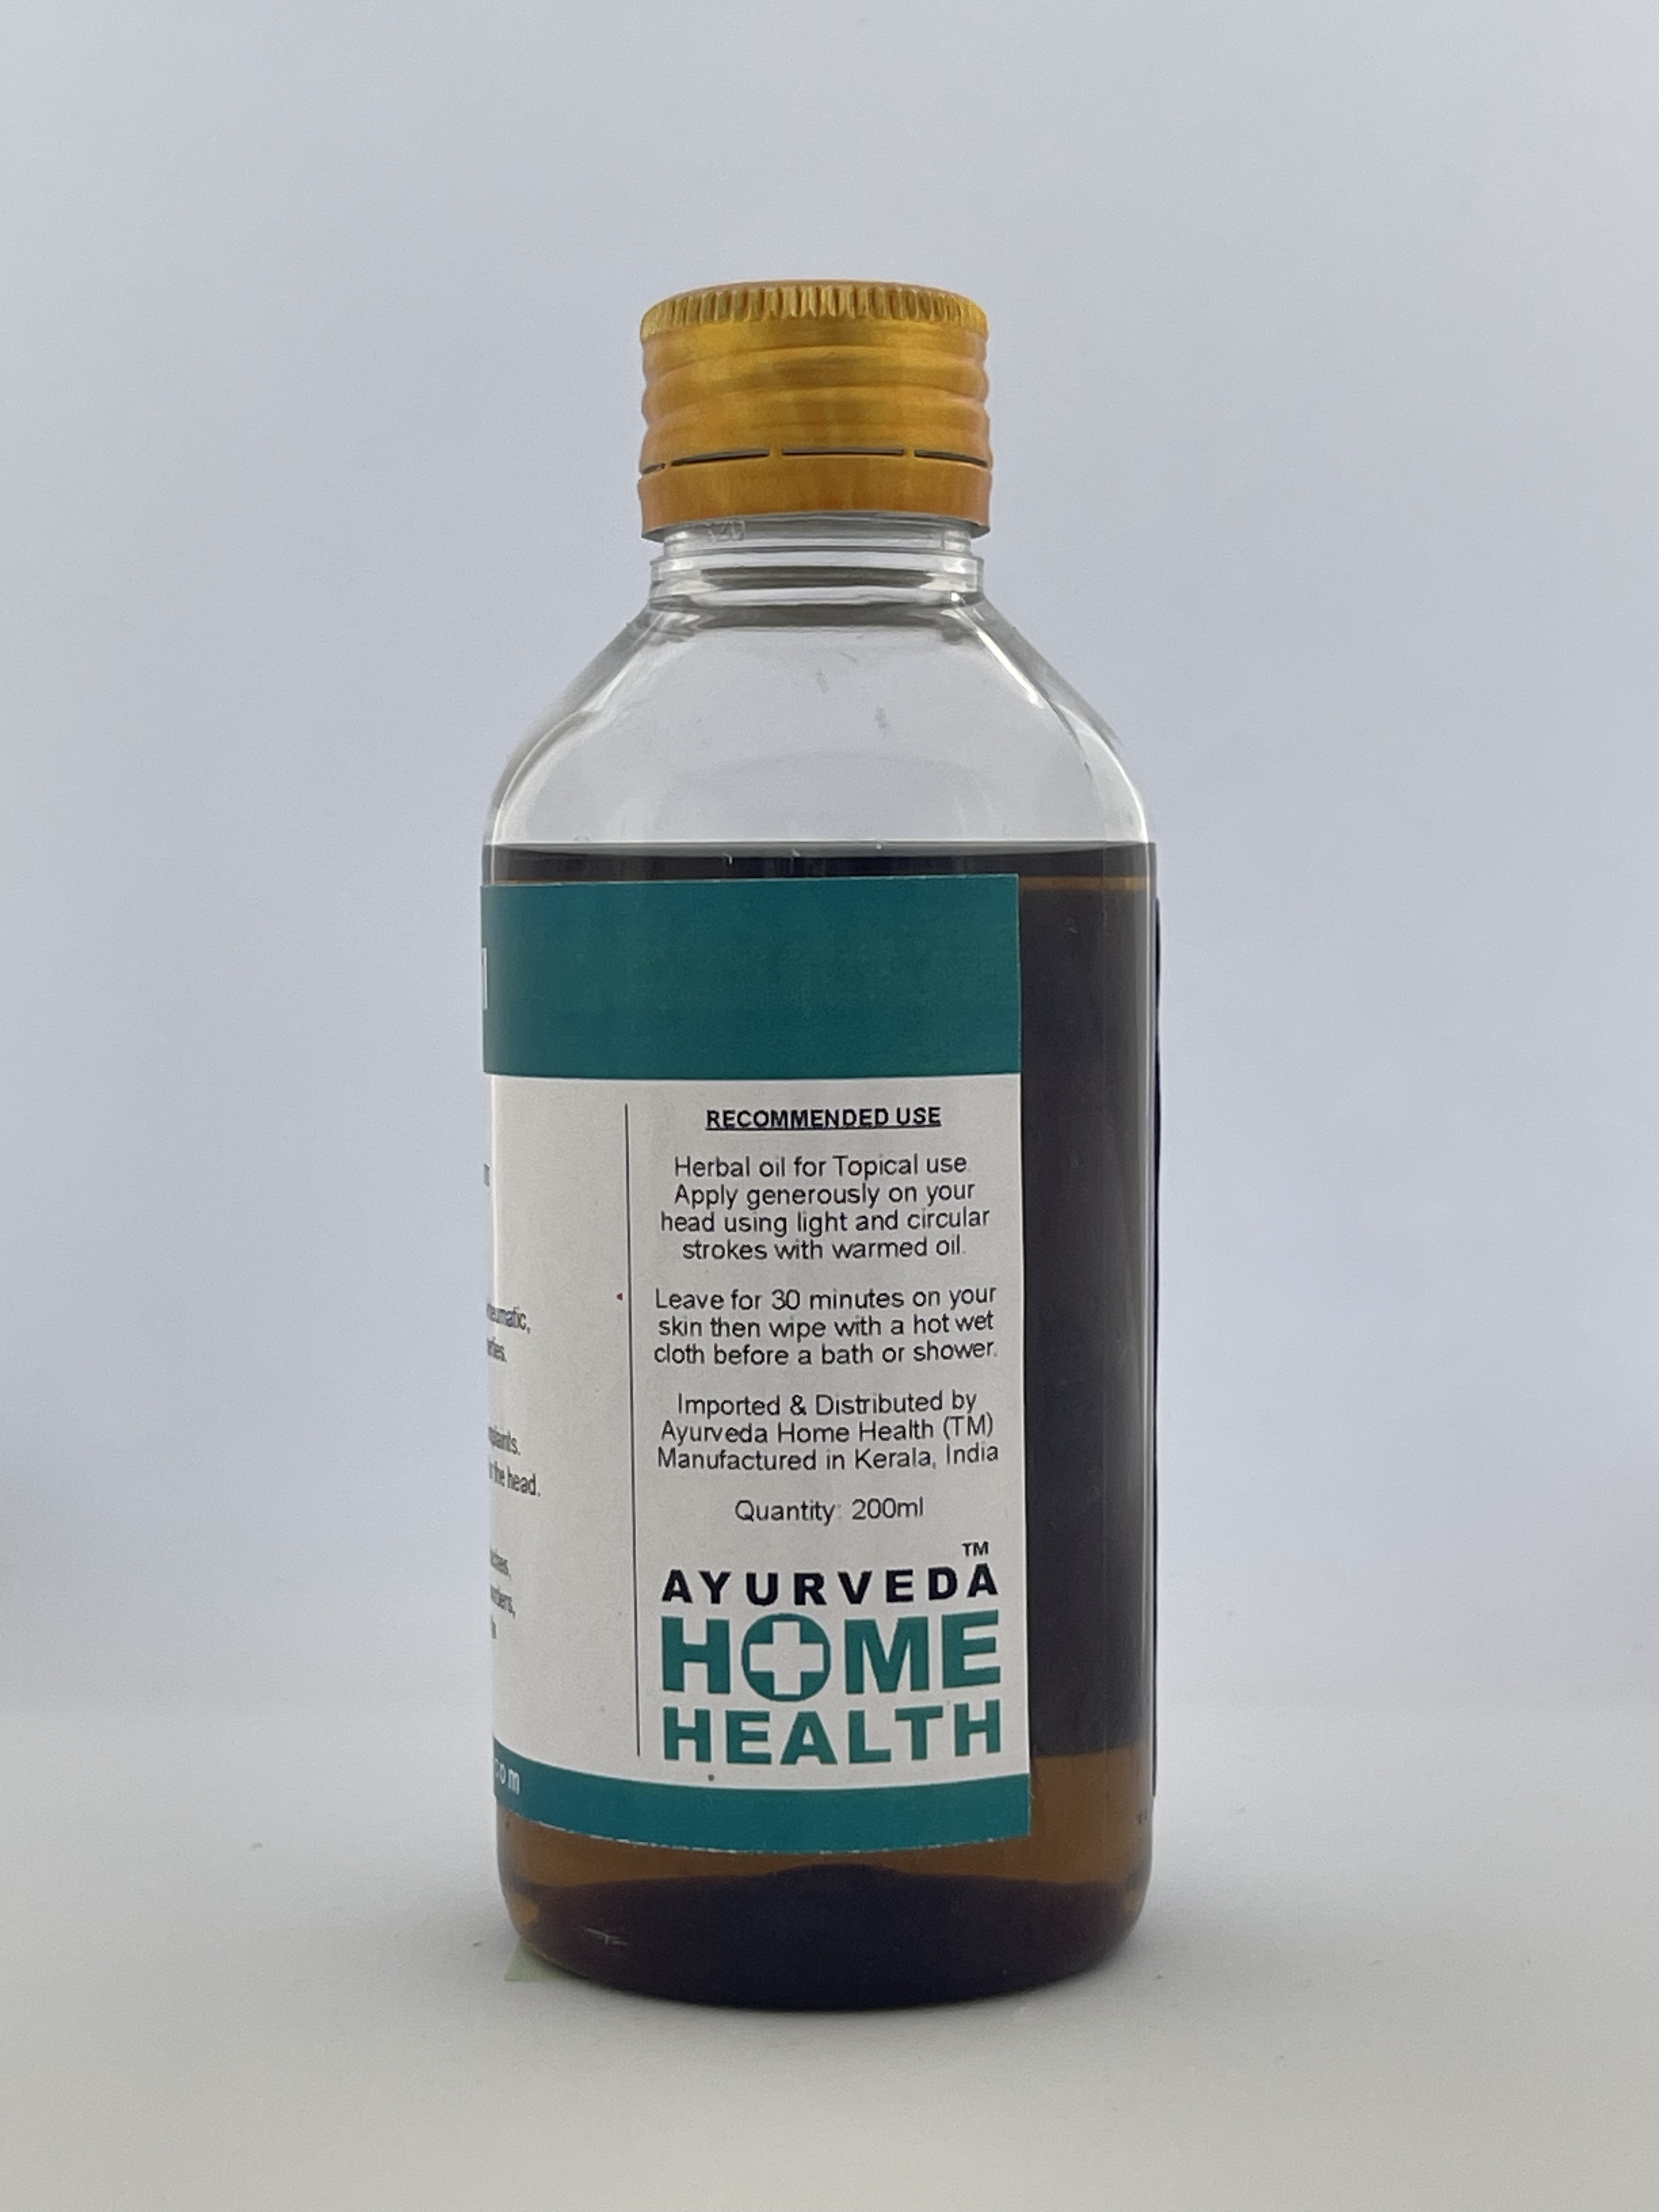 RECOMMENDED USE
Herbal oil for Topical use.
Apply generously on your
head using light and circular
strokes with warmed oil.
Leave for 30 minutes on your
skin then wipe with a hot wet
cloth before a bath or shower.
Imported & Distributed by
Ayurveda Home Health (TM)
Manufactured in Kerala, India
Quantity: 200ml
TM
AYURVEDA
HOME
HEALTH
the head.